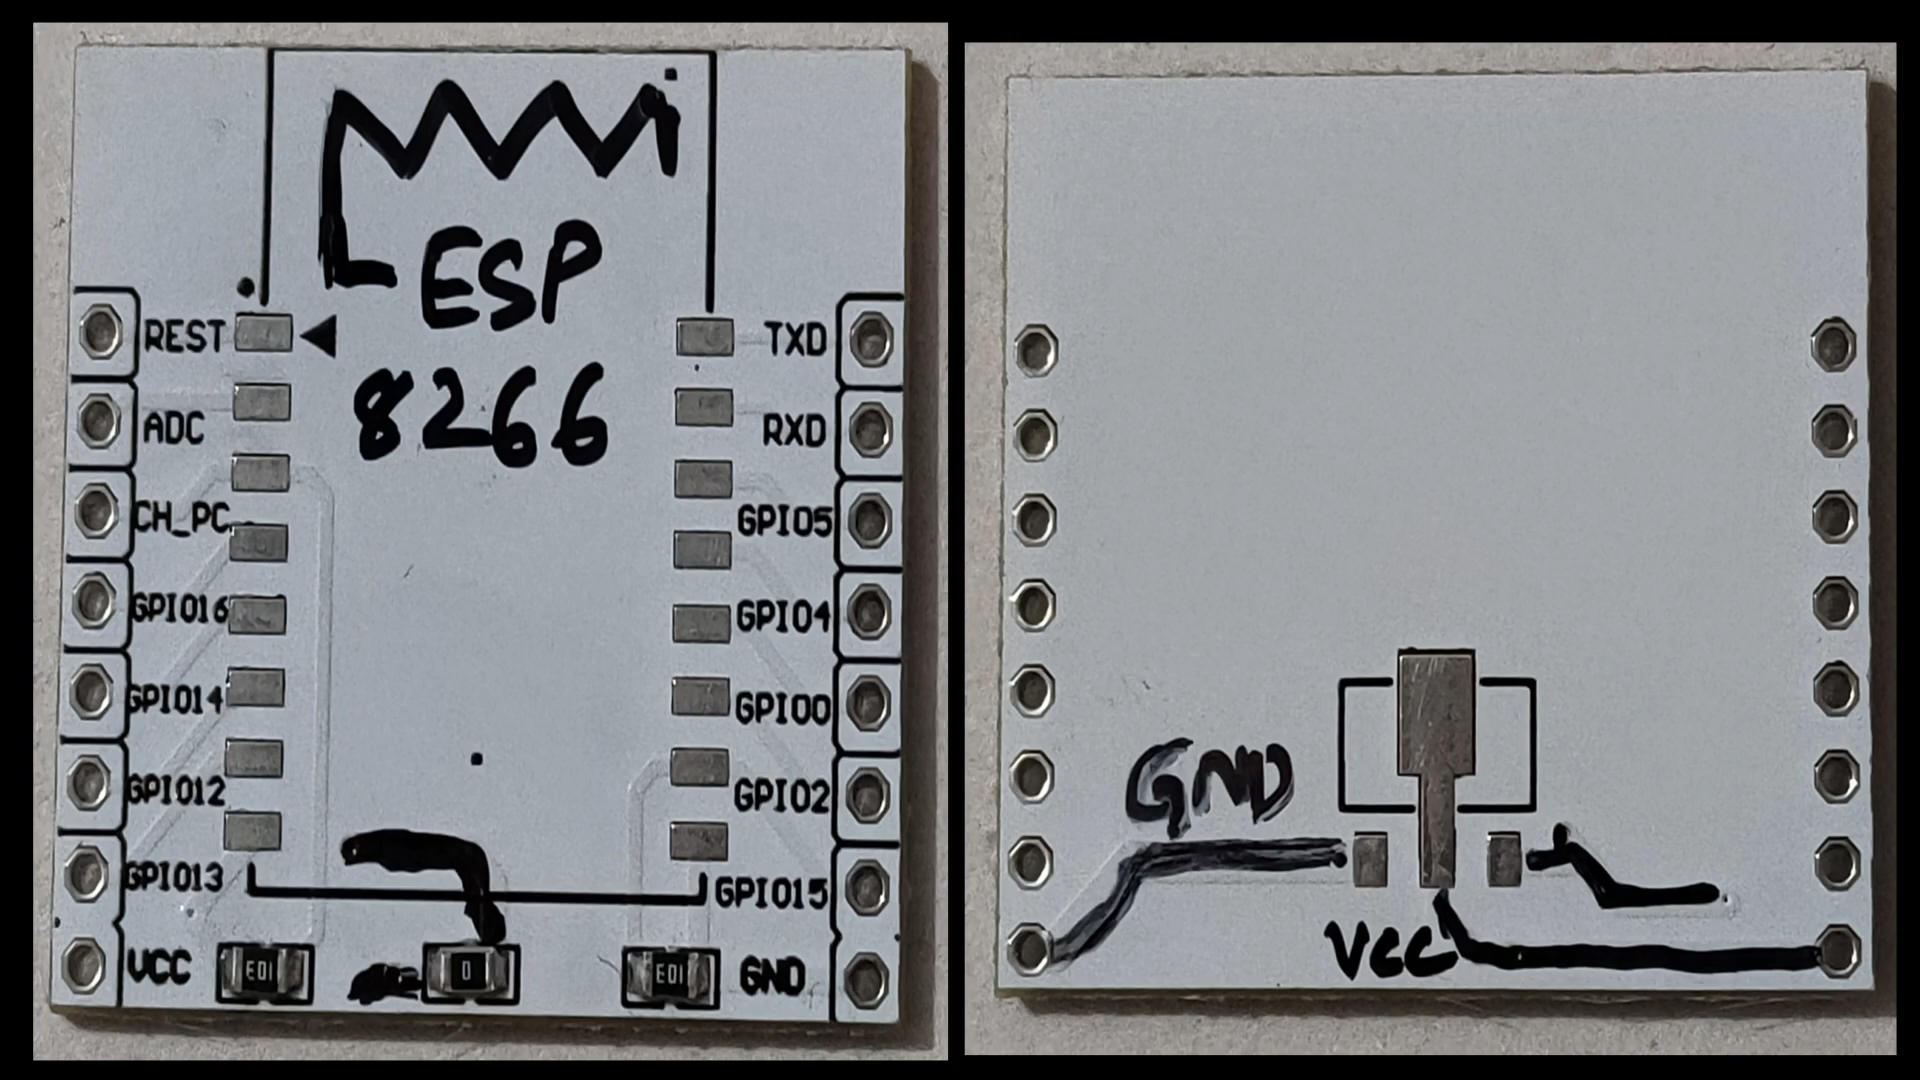 ESP
8266
REST
TXD
ADC
RXD
CH_PC
GPIO5
GPIO16
GPIO4
GPIO14
GPIO0
GPIO12
GPIO2
GPIO13
GPIO15
VCC
E01
0
E01
GND
GND
VCC